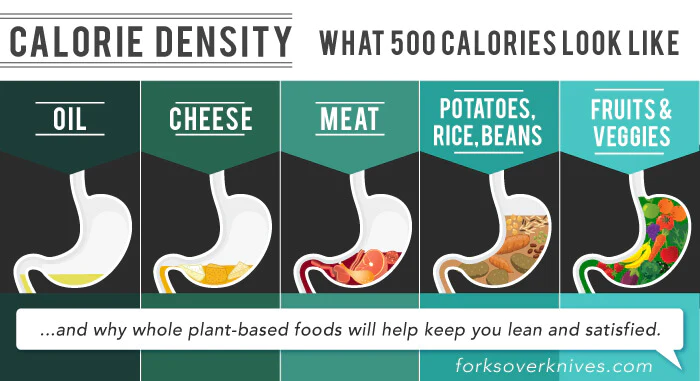 CALORIE DENSITY WHAT 500 CALORIES LOOK LIKE
OIL
CHEESE
MEAT
POTATOES,
RICE, BEANS
FRUITS &
VEGGIES
...and why whole plant-based foods will help keep you lean and satisfied.
forksoverknives.com